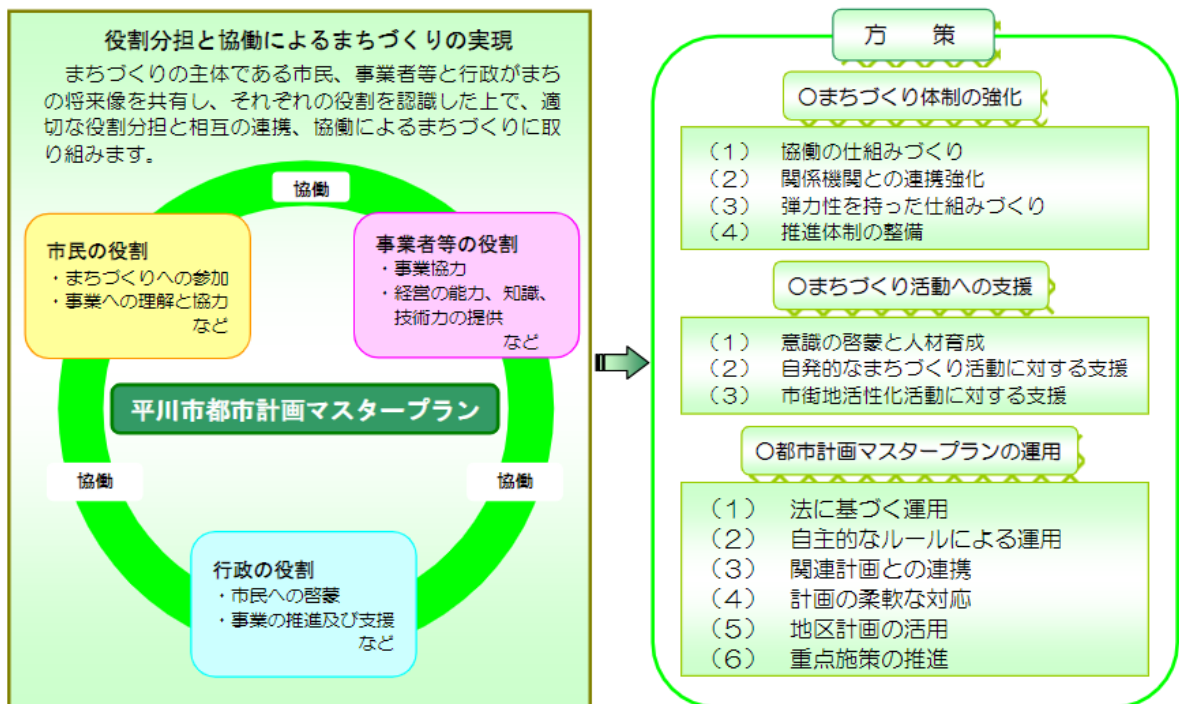 役割分担と協働によるまちづくりの実現
まちづくりの主体である市民、事業者等と行政がまち
の将来像を共有し、それぞれの役割を認識した上で、適
切な役割分担と相互の連携、協働によるまちづくりに取
り組みます。
協働
市民の役割
・まちづくりへの参加
・事業への理解と協力
など
事業者等の役割
・事業協力
・経営の能力、知識、
技術力の提供
など
平川市都市計画マスタープラン
協働
協働
行政の役割
・市民への啓蒙
・事業の推進及び支援
など
方　策
○まちづくり体制の強化
（１）　協働の仕組みづくり
（２）　関係機関との連携強化
（３）　弾力性を持った仕組みづくり
（４）　推進体制の整備
○まちづくり活動への支援
（１）　意識の啓蒙と人材育成
（２）　自発的なまちづくり活動に対する支援
（３）　市街地活性化活動に対する支援
○都市計画マスタープランの運用
（１）　法に基づく運用
（２）　自主的なルールによる運用
（３）　関連計画との連携
（４）　計画の柔軟な対応
（５）　地区計画の活用
（６）　重点施策の推進